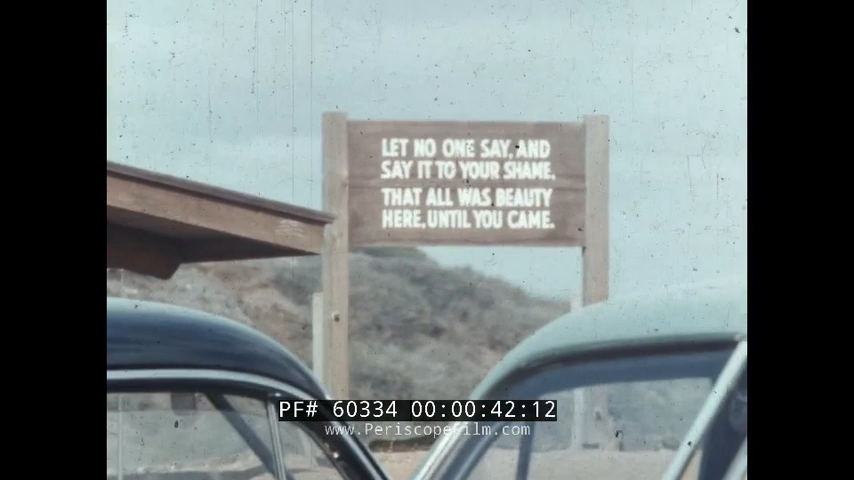 LET NO ONE SAY, AND
SAY IT TO YOUR SHAME,
THAT ALL WAS BEAUTY
HERE, UNTIL YOU CAME.
PF# 60334 00:00:42:12
www.PeriscopeFilm.com